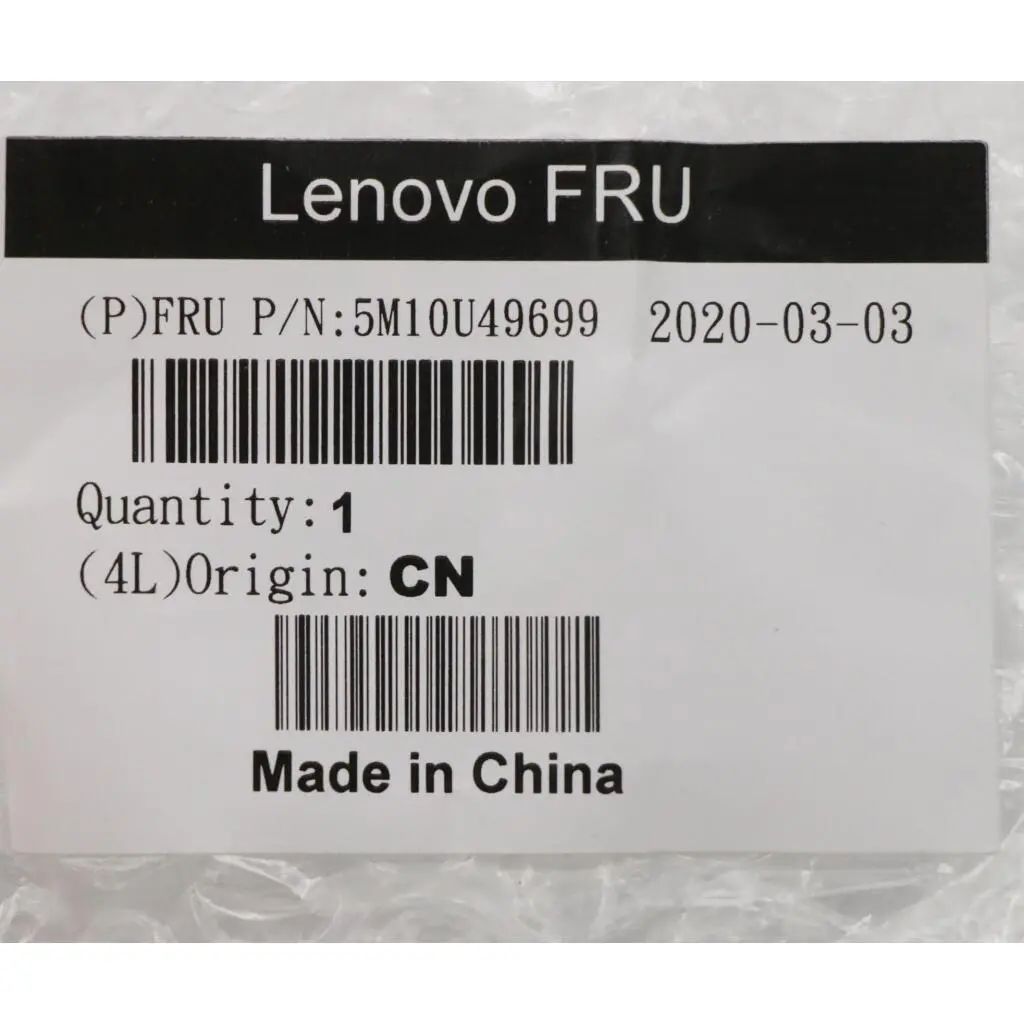 Lenovo FRU
(P)FRU P/N:5M10U49699 2020-03-03
Quantity:1
(4L)Origin: CN
Made in China